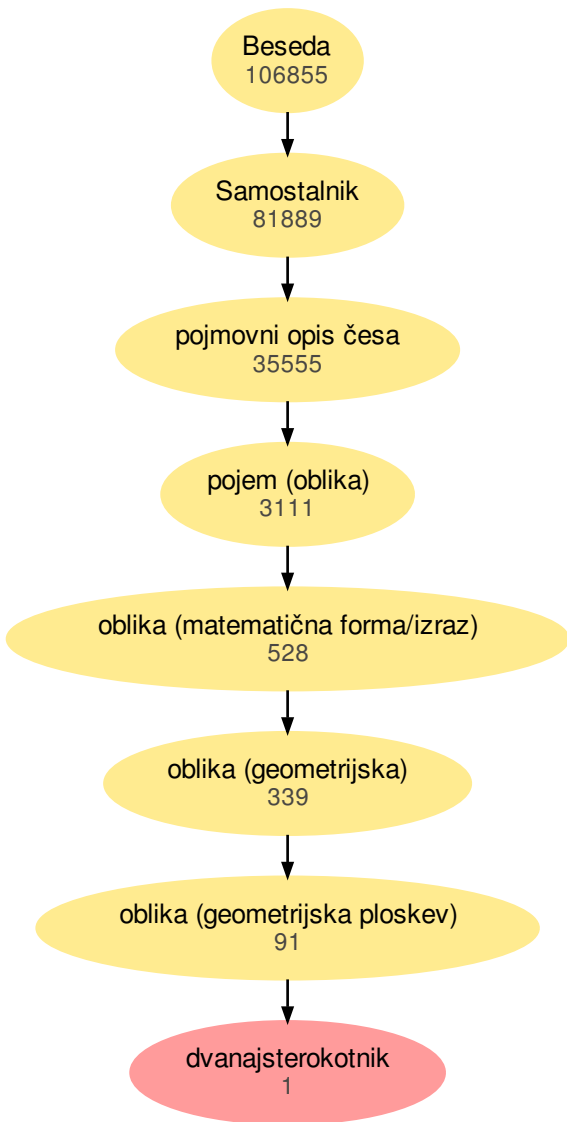 Beseda
106855
Samostalnik
81889
pojmovni opis česa
35555
pojem (oblika)
3111
oblika (matematična forma/izraz)
528
oblika (geometrijska)
339
oblika (geometrijska ploskev)
91
dvanajsterokotnik
1